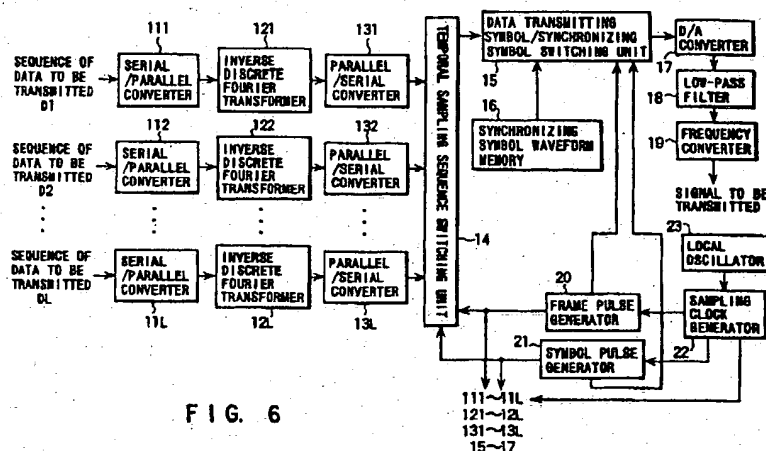 111
121
131
SEQUENCE OF
DATA TO BE
TRANSMITTED
D1
SERIAL
/PARALLEL
CONVERTER
INVERSE
DISCRETE
FOURIER
TRANSFORMER
PARALLEL
/SERIAL
CONVERTER
112
122
132
SEQUENCE OF
DATA TO BE
TRANSMITTED
D2
SERIAL
/PARALLEL
CONVERTER
INVERSE
DISCRETE
FOURIER
TRANSFORMER
PARALLEL
/SERIAL
CONVERTER
SEQUENCE OF
DATA TO BE
TRANSMITTED
DL
SERIAL
/PARALLEL
CONVERTER
INVERSE
DISCRETE
FOURIER
TRANSFORMER
PARALLEL
/SERIAL
CONVERTER
11L
12L
13L
TEMPORAL SAMPLING SEQUENCE SWITCHING UNIT
14
DATA TRANSMITTING
SYMBOL/SYNCHRONIZING
SYMBOL SWITCHING UNIT
15
16
SYNCHRONIZING
SYMBOL WAVEFORM
MEMORY
D/A
CONVERTER
17
LOW-PASS
FILTER
18
19
FREQUENCY
CONVERTER
SIGNAL TO BE
TRANSMITTED
23
LOCAL
OSCILLATOR
20
FRAME PULSE
GENERATOR
SAMPLING
CLOCK
GENERATOR
21
SYMBOL PULSE
GENERATOR
22
111~11L
121~12L
131~13L
15~17
FIG. 6